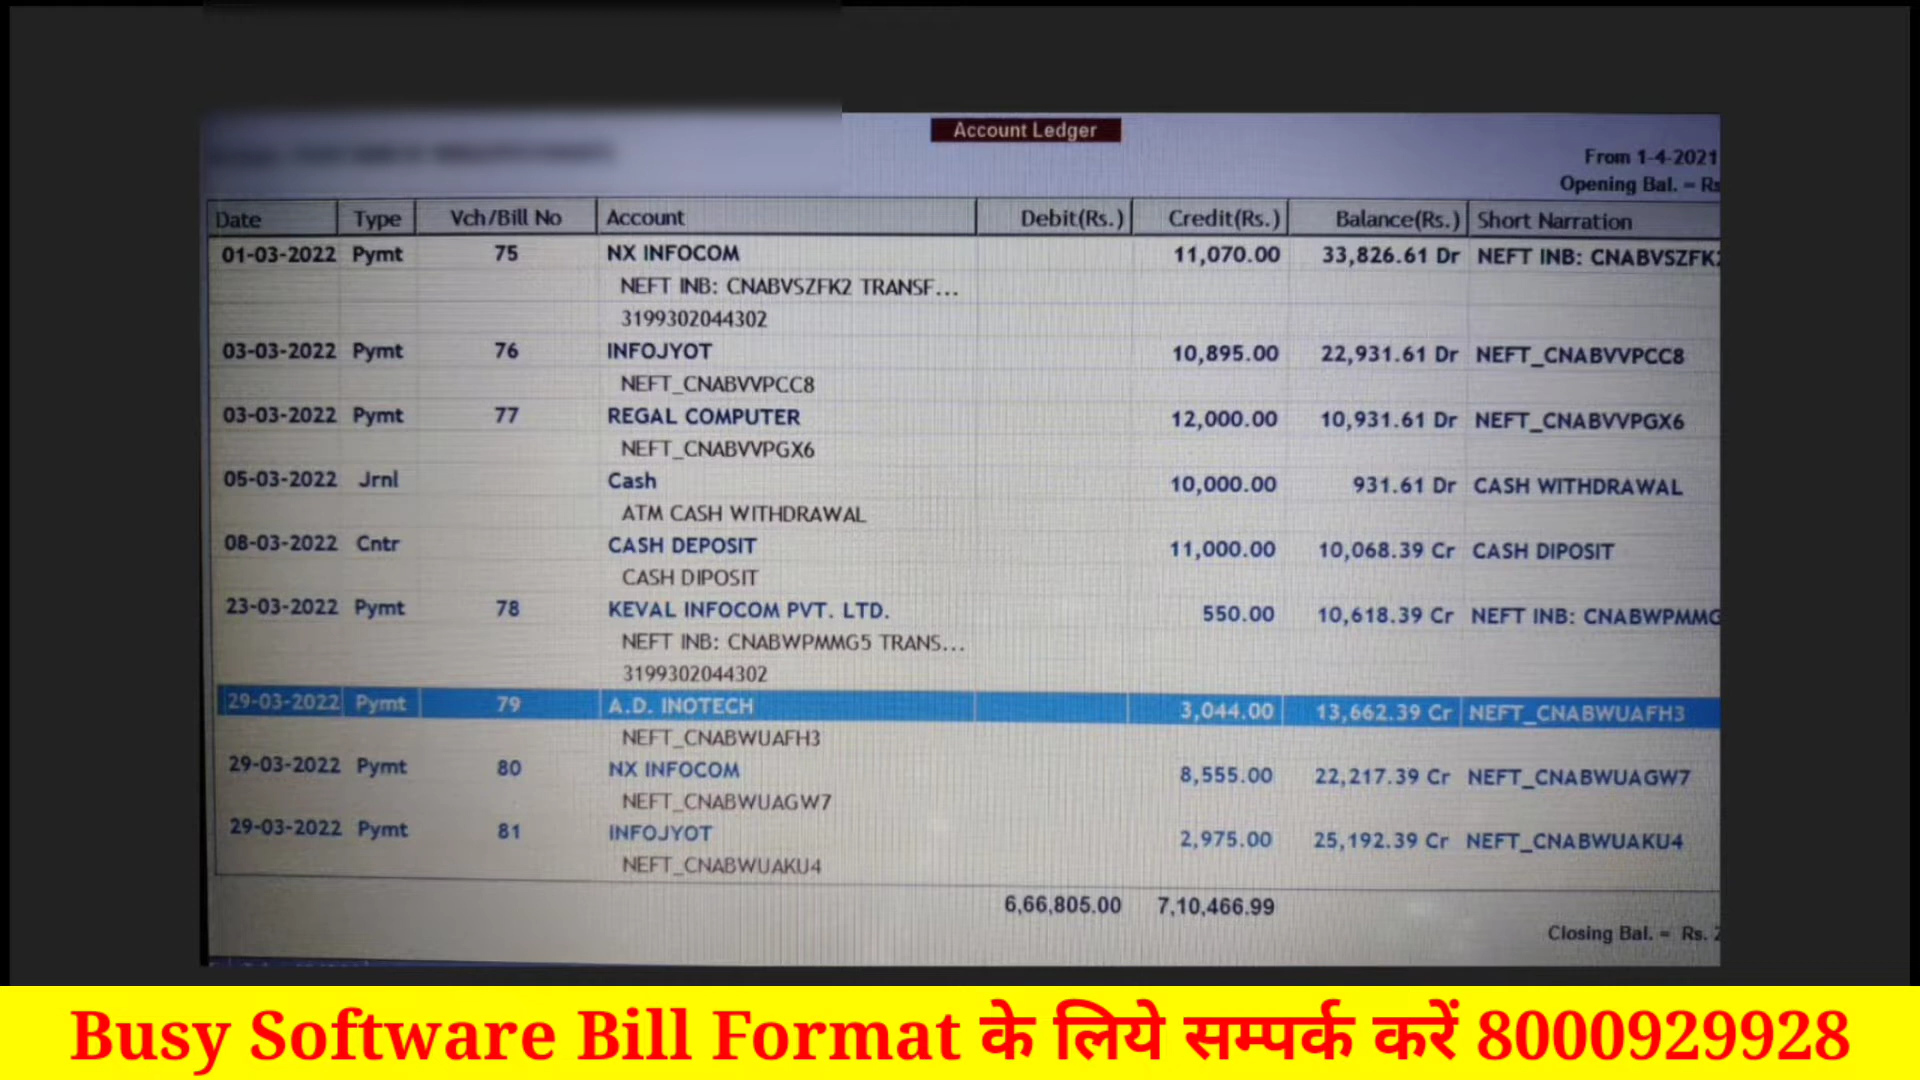 Account Ledger
From 1-4-2021
Opening Bal. = Rs
Date Type Vch/Bill No Account Debit(Rs.) Credit(Rs.) Balance(Rs.) Short Narration
01-03-2022 Pymt 75 NX INFOCOM 11,070.00 33,826.61 Dr NEFT INB: CNABVSZFK2
NEFT INB: CNABVSZFK2 TRANSF...
3199302044302
03-03-2022 Pymt 76 INFOJYOT 10,895.00 22,931.61 Dr NEFT_CNABVVPCC8
NEFT_CNABVVPCC8
03-03-2022 Pymt 77 REGAL COMPUTER 12,000.00 10,931.61 Dr NEFT_CNABVVPGX6
NEFT_CNABVVPGX6
05-03-2022 Jrnl Cash 10,000.00 931.61 Dr CASH WITHDRAWAL
ATM CASH WITHDRAWAL
08-03-2022 Cntr CASH DEPOSIT 11,000.00 10,068.39 Cr CASH DIPOSIT
CASH DIPOSIT
23-03-2022 Pymt 78 KEVAL INFOCOM PVT. LTD. 550.00 10,618.39 Cr NEFT INB: CNABWPMMG
NEFT INB: CNABWPMMG5 TRANS...
3199302044302
29-03-2022 Pymt 79 A.D. INOTECH 3,044.00 13,662.39 Cr NEFT_CNABWUAFH3
NEFT_CNABWUAFH3
29-03-2022 Pymt 80 NX INFOCOM 8,555.00 22,217.39 Cr NEFT_CNABWUAGW7
NEFT_CNABWUAGW7
29-03-2022 Pymt 81 INFOJYOT 2,975.00 25,192.39 Cr NEFT_CNABWUAKU4
NEFT_CNABWUAKU4
6,66,805.00 7,10,466.99
Closing Bal. = Rs. 2
Busy Software Bill Format के लिये सम्पर्क करें 8000929928